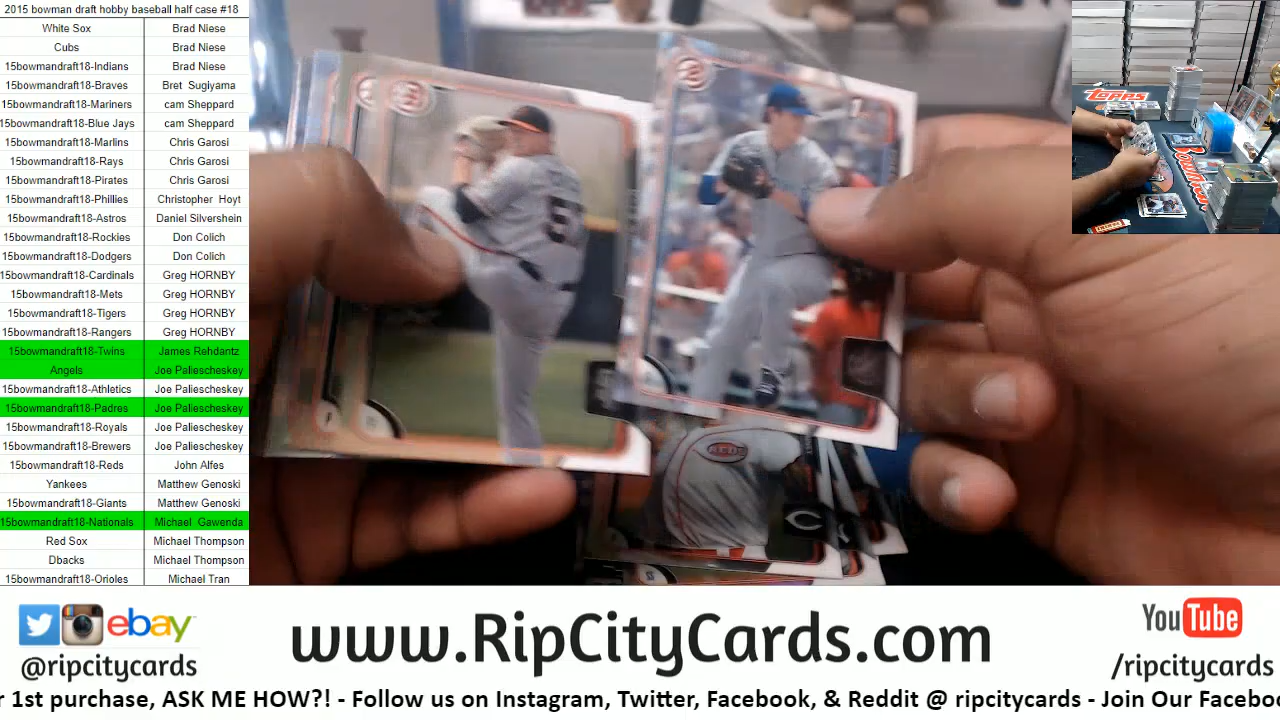 2015 bowman draft hobby baseball half case #18
White Sox Brad Niese
Cubs Brad Niese
15bowmandraft18-Indians Brad Niese
15bowmandraft18-Braves Bret Sugiyama
15bowmandraft18-Mariners cam Sheppard
15bowmandraft18-Blue Jays cam Sheppard
15bowmandraft18-Marlins Chris Garosi
15bowmandraft18-Rays Chris Garosi
15bowmandraft18-Pirates Chris Garosi
15bowmandraft18-Phillies Christopher Hoyt
15bowmandraft18-Astros Daniel Silvershein
15bowmandraft18-Rockies Don Colich
15bowmandraft18-Dodgers Don Colich
15bowmandraft18-Cardinals Greg HORNBY
15bowmandraft18-Mets Greg HORNBY
15bowmandraft18-Tigers Greg HORNBY
15bowmandraft18-Rangers Greg HORNBY
15bowmandraft18-Twins James Rehdantz
Angels Joe Paliescheskey
15bowmandraft18-Athletics Joe Paliescheskey
15bowmandraft18-Padres Joe Paliescheskey
15bowmandraft18-Royals Joe Paliescheskey
15bowmandraft18-Brewers Joe Paliescheskey
15bowmandraft18-Reds John Alfes
Yankees Matthew Genoski
15bowmandraft18-Giants Matthew Genoski
15bowmandraft18-Nationals Michael Gawenda
Red Sox Michael Thompson
Dbacks Michael Thompson
15bowmandraft18-Orioles Michael Tran
Topps
Bowman
REDS
ebay
@ripcitycards
www.RipCityCards.com
YouTube
/ripcitycards
r 1st purchase, ASK ME HOW?! - Follow us on Instagram, Twitter, Facebook, & Reddit @ ripcitycards - Join Our Facebo